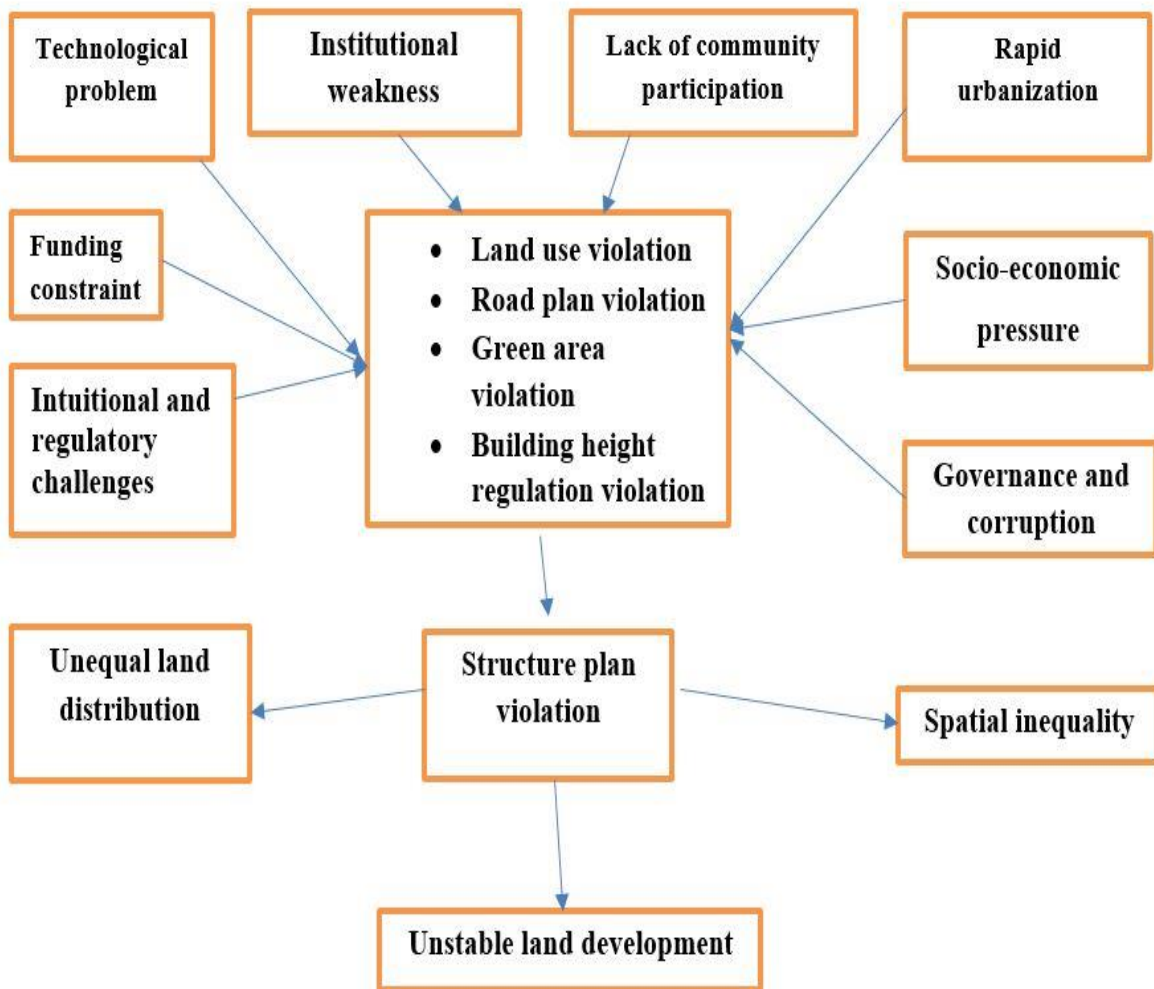 Technological
problem
Institutional
weakness
Lack of community
participation
Rapid
urbanization
Funding
constraint
• Land use violation
• Road plan violation
• Green area
violation
• Building height
regulation violation
Socio-economic
pressure
Intuitional and
regulatory
challenges
Governance and
corruption
Unequal land
distribution
Structure plan
violation
Spatial inequality
Unstable land development